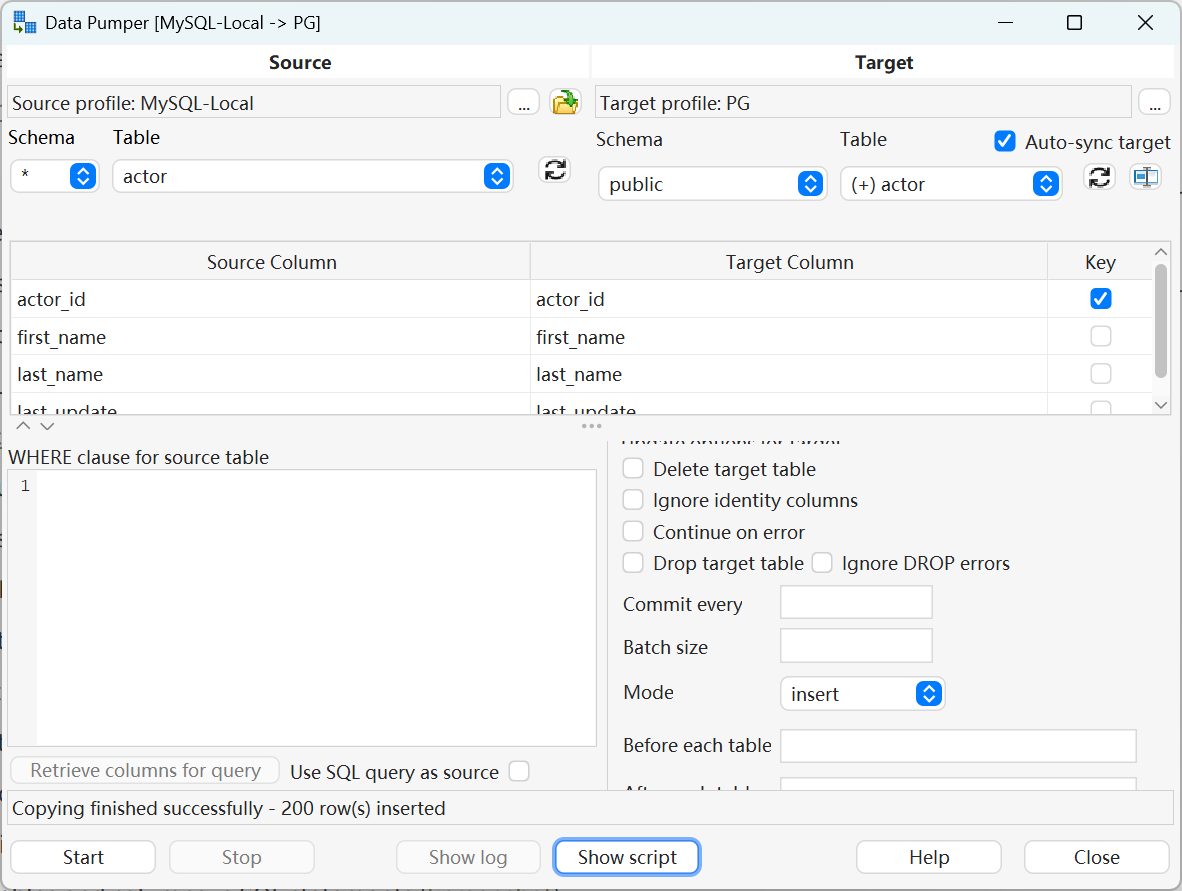 Data Pumper [MySQL-Local -> PG]
Source Target
Source profile: MySQL-Local ... Target profile: PG ...
Schema Table Schema Table Auto-sync target
* actor public (+) actor
Source Column Target Column Key
actor_id actor_id
first_name first_name
last_name last_name
last_update last_update
Update options for target
WHERE clause for source table
1
Delete target table
Ignore identity columns
Continue on error
Drop target table Ignore DROP errors
Commit every
Batch size
Mode insert
Before each table
Retrieve columns for query Use SQL query as source
Copying finished successfully - 200 row(s) inserted
Start Stop Show log Show script Help Close